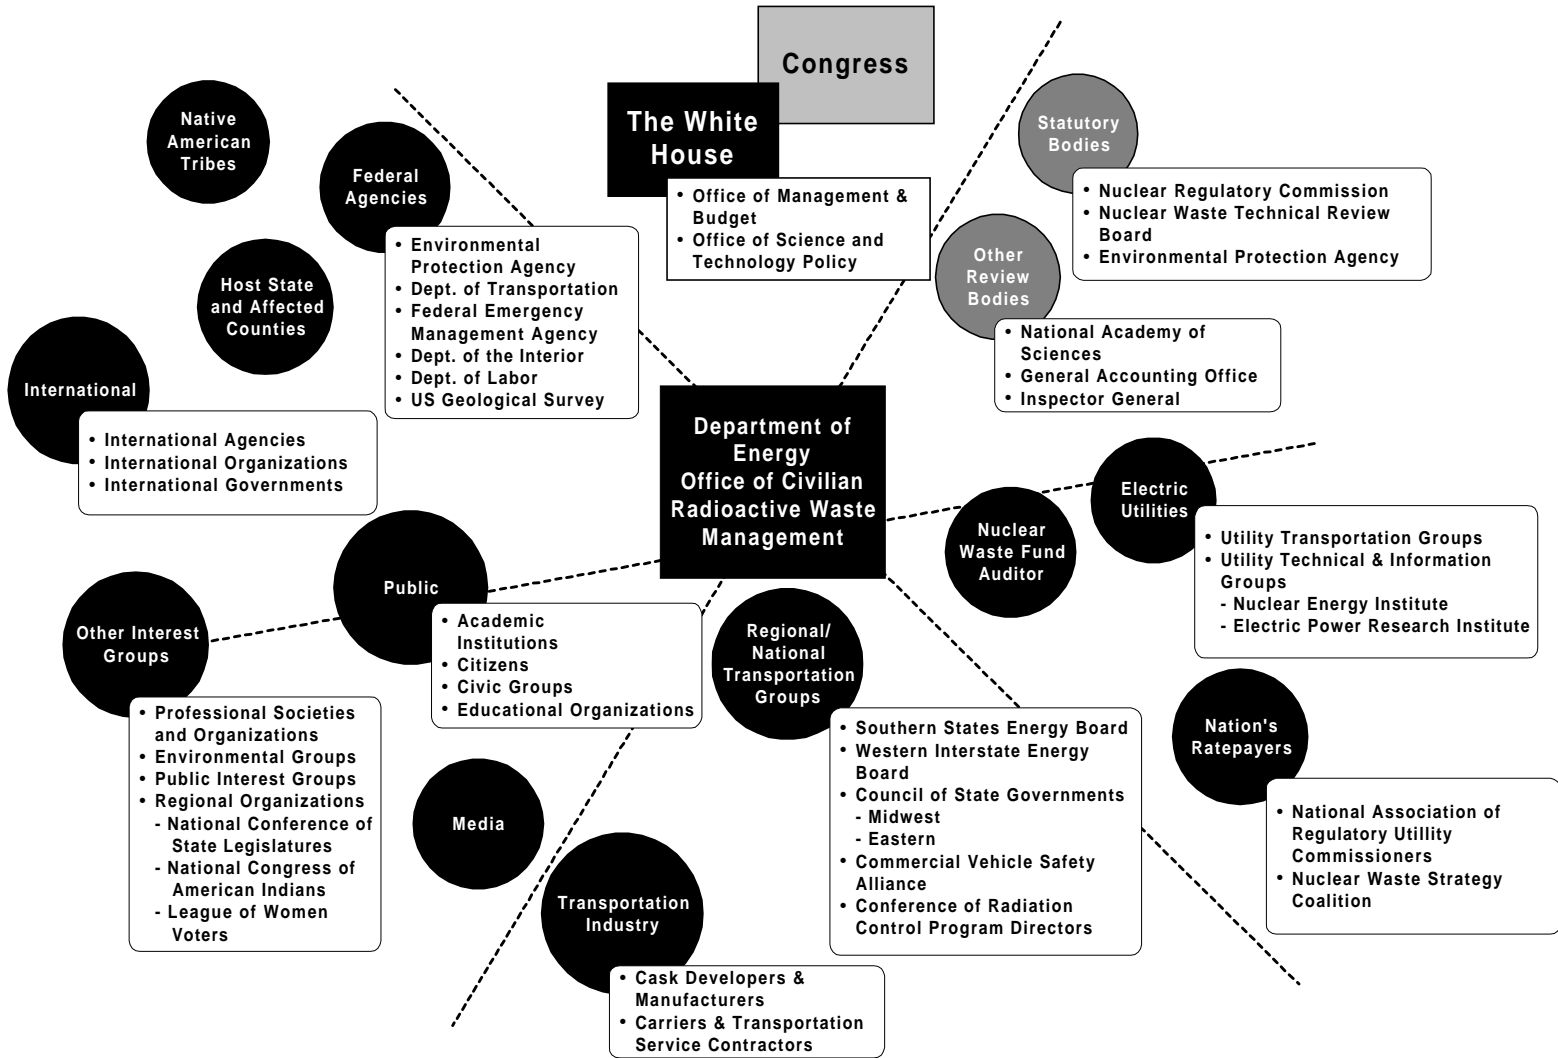 Congress
The White
House
• Office of Management &
Budget
• Office of Science and
Technology Policy
Native
American
Tribes
Federal
Agencies
• Environmental
Protection Agency
• Dept. of Transportation
• Federal Emergency
Management Agency
• Dept. of the Interior
• Dept. of Labor
• US Geological Survey
Host State
and Affected
Counties
International
• International Agencies
• International Organizations
• International Governments
Statutory
Bodies
• Nuclear Regulatory Commission
• Nuclear Waste Technical Review
Board
• Environmental Protection Agency
Other
Review
Bodies
• National Academy of
Sciences
• General Accounting Office
• Inspector General
Department of
Energy
Office of Civilian
Radioactive Waste
Management
Electric
Utilities
• Utility Transportation Groups
• Utility Technical & Information
Groups
- Nuclear Energy Institute
- Electric Power Research Institute
Nuclear
Waste Fund
Auditor
Public
• Academic
Institutions
• Citizens
• Civic Groups
• Educational Organizations
Other Interest
Groups
• Professional Societies
and Organizations
• Environmental Groups
• Public Interest Groups
• Regional Organizations
- National Conference of
State Legislatures
- National Congress of
American Indians
- League of Women
Voters
Regional/
National
Transportation
Groups
• Southern States Energy Board
• Western Interstate Energy
Board
• Council of State Governments
- Midwest
- Eastern
• Commercial Vehicle Safety
Alliance
• Conference of Radiation
Control Program Directors
Nation's
Ratepayers
• National Association of
Regulatory Utillity
Commissioners
• Nuclear Waste Strategy
Coalition
Media
Transportation
Industry
• Cask Developers &
Manufacturers
• Carriers & Transportation
Service Contractors